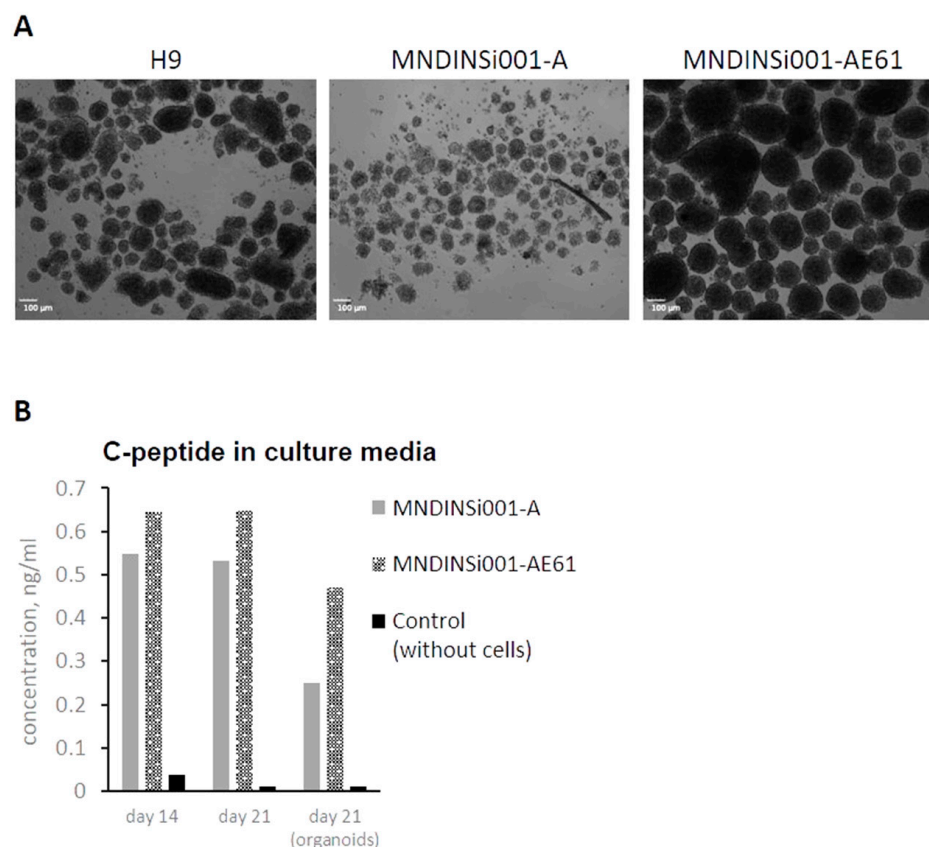 A
H9
MNDINSi001-A
MNDINSi001-AE61
100 µm
100 µm
100 µm
B
C-peptide in culture media
concentration, ng/ml
0.7
0.6
0.5
0.4
0.3
0.2
0.1
0
day 14
day 21
day 21
(organoids)
MNDINSi001-A
MNDINSi001-AE61
Control
(without cells)